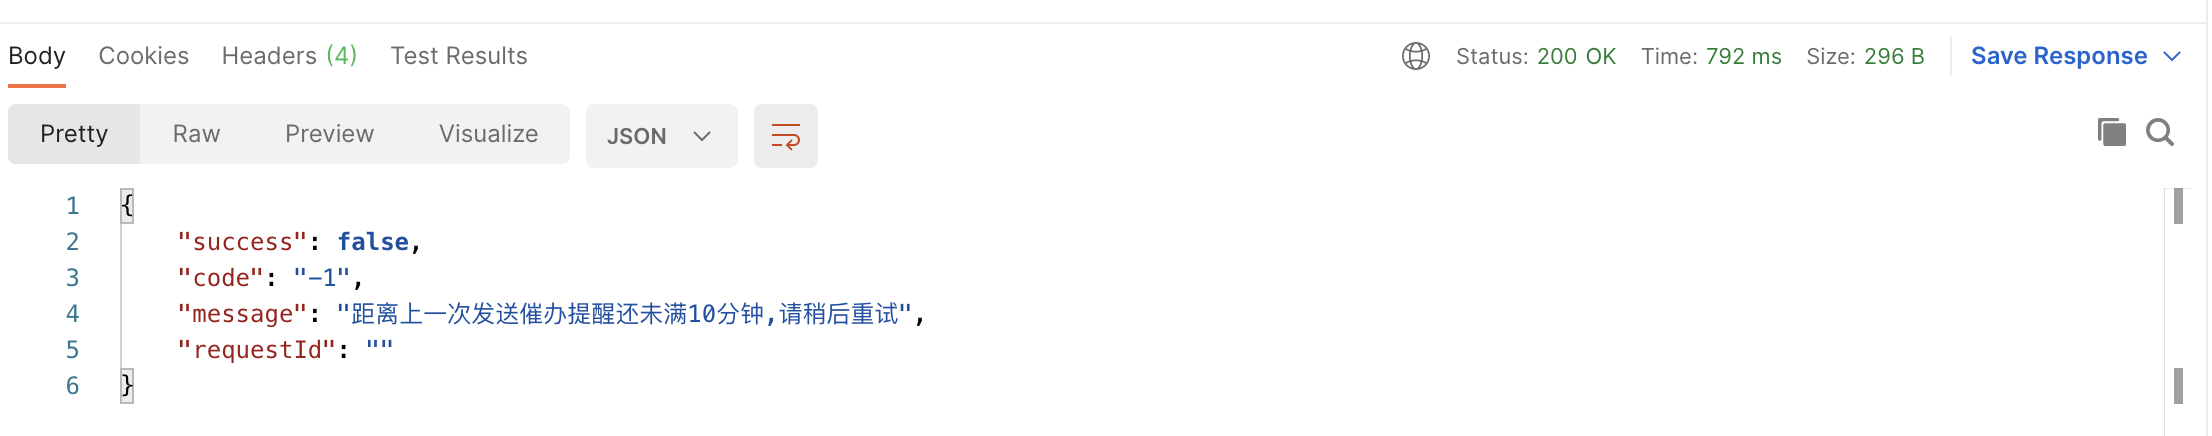 Body Cookies Headers (4) Test Results Status: 200 OK Time: 792 ms Size: 296 B Save Response
Pretty Raw Preview Visualize JSON
1 {
2 "success": false,
3 "code": "-1",
4 "message": "距离上一次发送催办提醒还未满10分钟,请稍后重试",
5 "requestId": ""
6 }